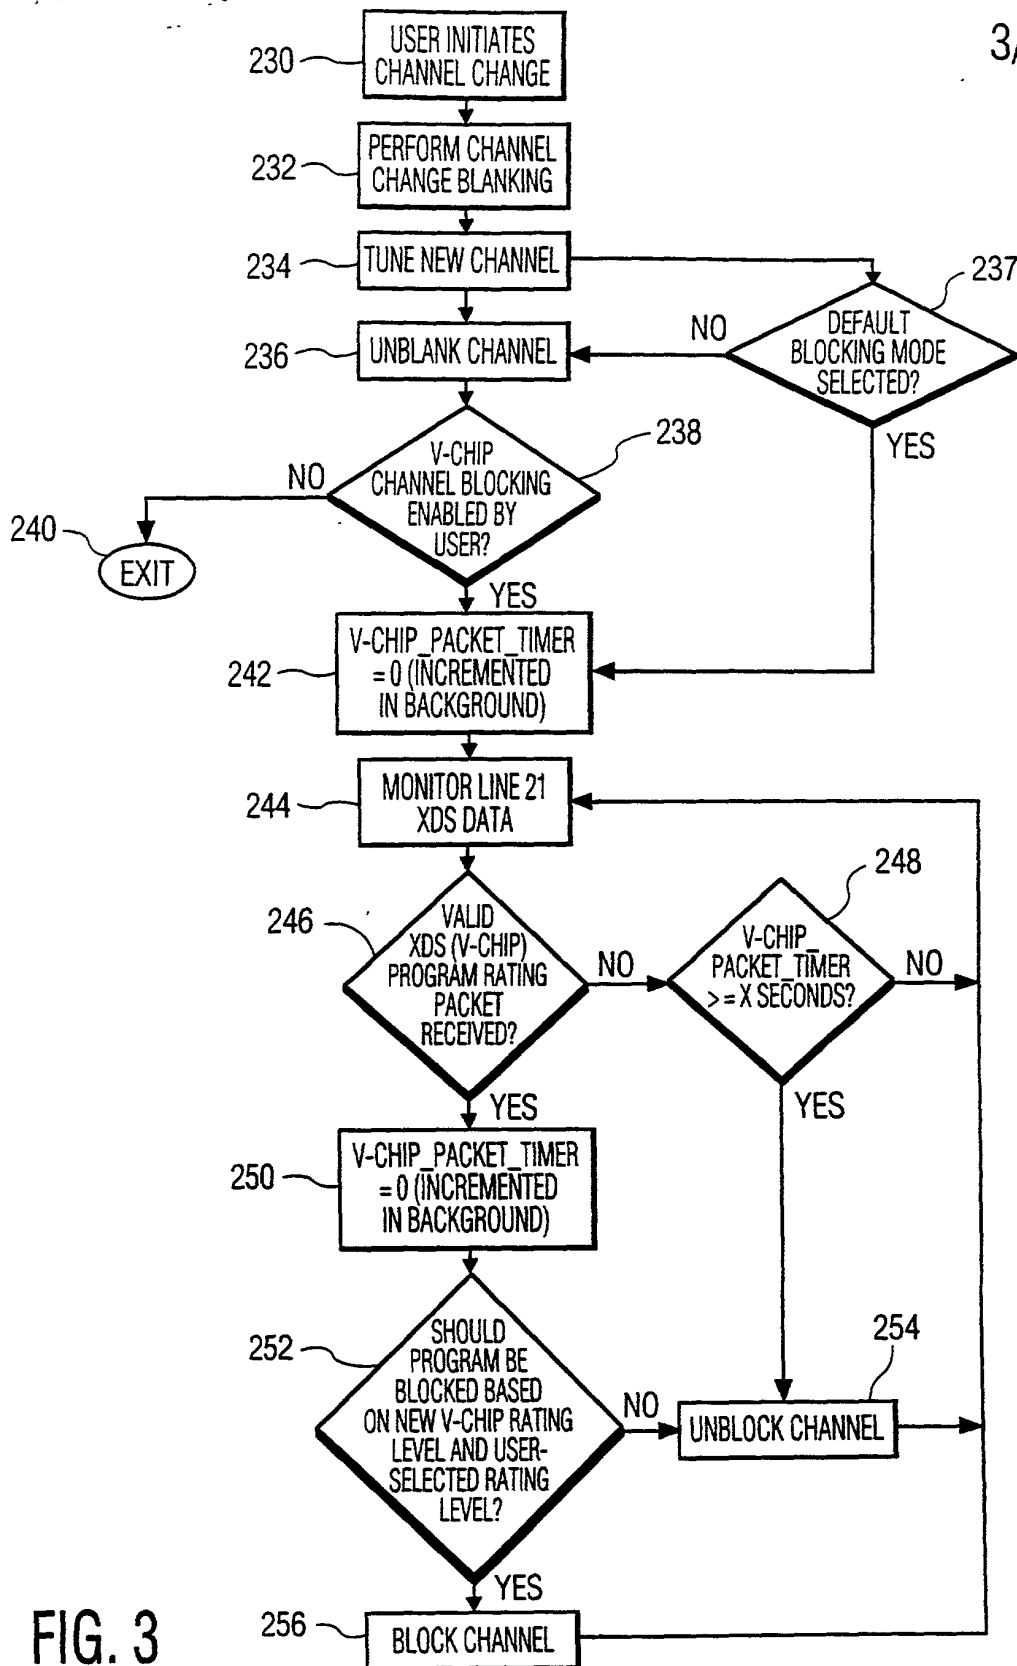 3/
230
USER INITIATES
CHANNEL CHANGE
232
PERFORM CHANNEL
CHANGE BLANKING
234
TUNE NEW CHANNEL
237
DEFAULT
BLOCKING MODE
SELECTED?
NO
YES
236
UNBLANK CHANNEL
238
V-CHIP
CHANNEL BLOCKING
ENABLED BY
USER?
NO
240
EXIT
YES
242
V-CHIP_PACKET_TIMER
= 0 (INCREMENTED
IN BACKGROUND)
244
MONITOR LINE 21
XDS DATA
246
VALID
XDS (V-CHIP)
PROGRAM RATING
PACKET
RECEIVED?
NO
248
V-CHIP_
PACKET_TIMER
>= X SECONDS?
NO
YES
YES
250
V-CHIP_PACKET_TIMER
= 0 (INCREMENTED
IN BACKGROUND)
252
SHOULD
PROGRAM BE
BLOCKED BASED
ON NEW V-CHIP RATING
LEVEL AND USER-
SELECTED RATING
LEVEL?
NO
254
UNBLOCK CHANNEL
YES
256
BLOCK CHANNEL
FIG. 3